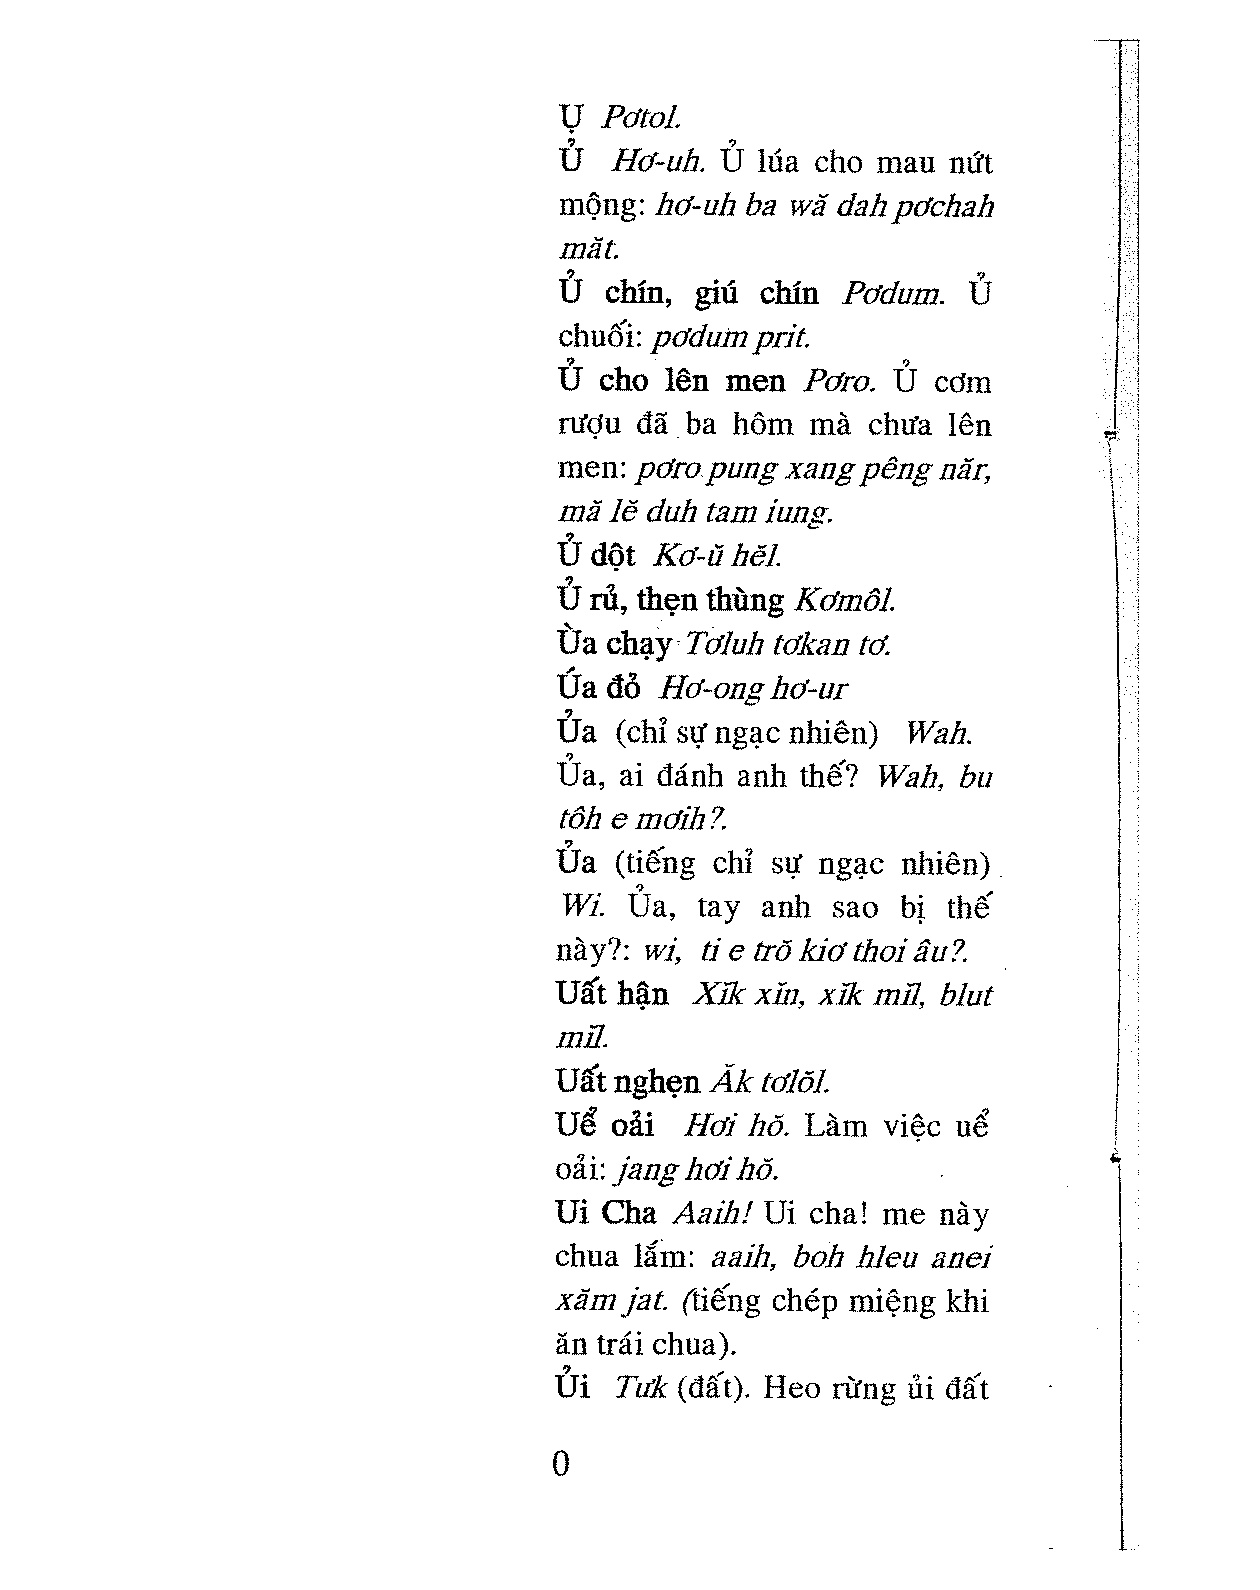 Ụ Pơtol.
Ủ Hơ-uh. Ủ lúa cho mau nứt
mộng: hơ-uh ba wă dah pơchah
măt.
Ủ chín, giú chín Pơdum. Ủ
chuối: pơdum prit.
Ủ cho lên men Pơro. Ủ cơm
rượu đã ba hôm mà chưa lên
men: pơro pung xang pêng năr,
mă lĕ duh tam iung.
Ủ dột Kơ-ŭ hĕl.
Ủ rủ, thẹn thùng Kơmôl.
Ùa chạy Tơluh tơkan tơ.
Úa đỏ Hơ-ong hơ-ur
Ủa (chỉ sự ngạc nhiên) Wah.
Ủa, ai đánh anh thế? Wah, bu
tôh e mơih?.
Ủa (tiếng chỉ sự ngạc nhiên)
Wi. Ủa, tay anh sao bị thế
này?: wi, ti e trŏ kiơ thoi âu?.
Uất hận Xĭk xĭn, xĭk mĭl, blut
mĭl.
Uất nghẹn Ăk tơlŏl.
Uể oải Hơi hŏ. Làm việc uể
oải: jang hơi hŏ.
Ui Cha Aaih! Ui cha! me này
chua lắm: aaih, boh hleu anei
xăm jat. (tiếng chép miệng khi
ăn trái chua).
Ủi Tưk (đất). Heo rừng ủi đất
0